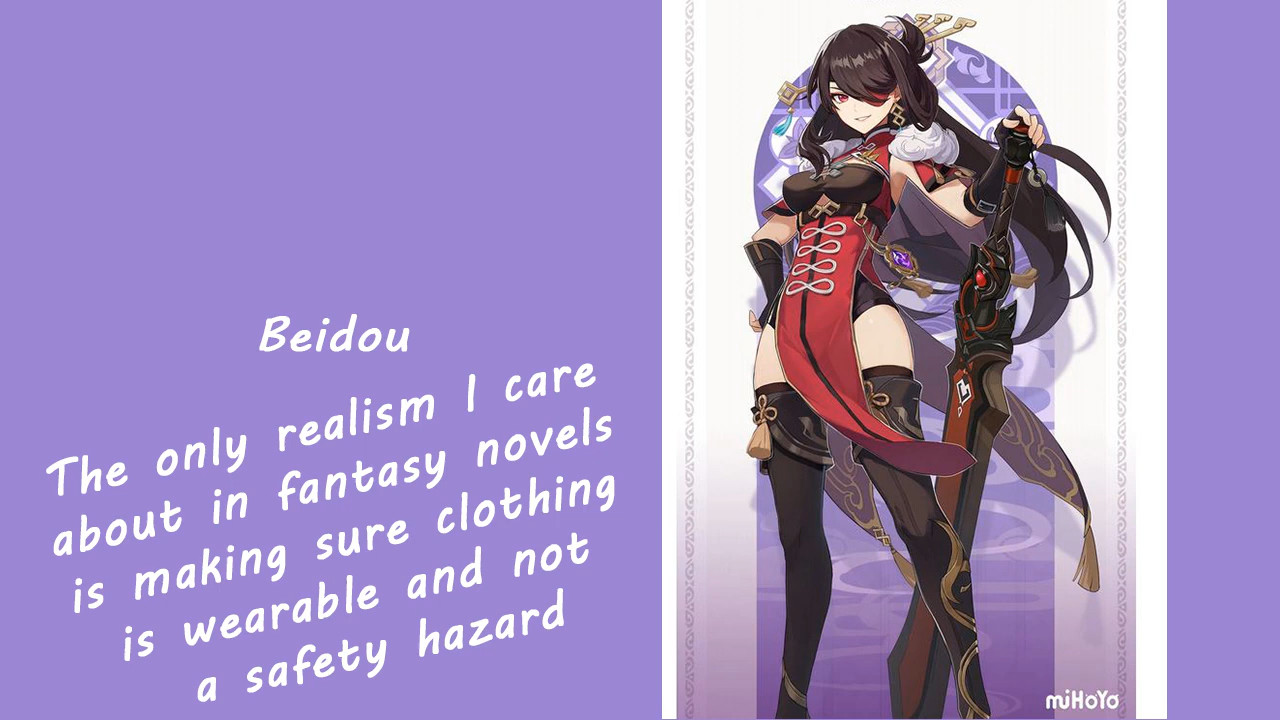 Beidou
The only realism I care
about in fantasy novels
is making sure clothing
is wearable and not
a safety hazard
miHoYo